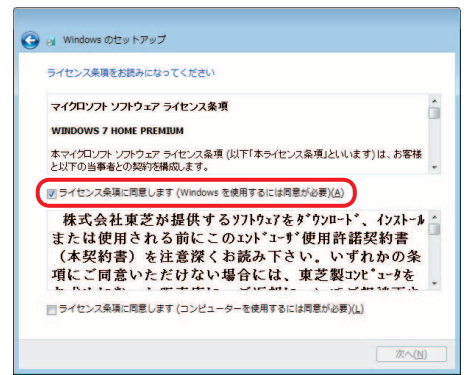 Windows のセットアップ
ライセンス条項をお読みになってください
マイクロソフト ソフトウェア ライセンス条項
WINDOWS 7 HOME PREMIUM
本マイクロソフト ソフトウェア ライセンス条項 (以下｢本ライセンス条項｣といいます) は、お客様
と以下の当事者との契約を構成します。
ライセンス条項に同意します (Windows を使用するには同意が必要)(A)
株式会社東芝が提供するｿﾌﾄｳｪｱをﾀﾞｳﾝﾛｰﾄﾞ、ｲﾝｽﾄｰﾙ
または使用される前にこのｴﾝﾄﾞﾕｰｻﾞ使用許諾契約書
（本契約書）を注意深くお読み下さい。いずれかの条
項にご同意いただけない場合には、東芝製ｺﾝﾋﾟｭｰﾀを
ライセンス条項に同意します (コンピューターを使用するには同意が必要)(L)
次へ(N)